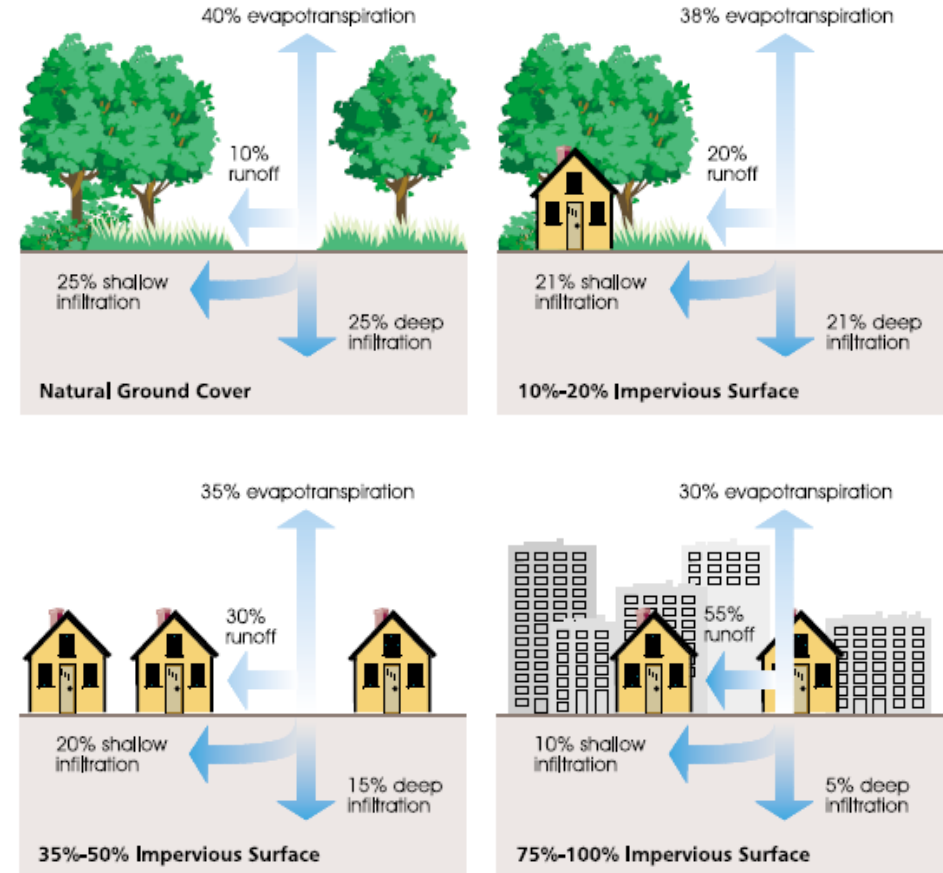 40% evapotranspiration
10%
runoff
25% shallow
infiltration
25% deep
infiltration
Natural Ground Cover
38% evapotranspiration
20%
runoff
21% shallow
infiltration
21% deep
infiltration
10%-20% Impervious Surface
35% evapotranspiration
30%
runoff
20% shallow
infiltration
15% deep
infiltration
35%-50% Impervious Surface
30% evapotranspiration
55%
runoff
10% shallow
infiltration
5% deep
infiltration
75%-100% Impervious Surface